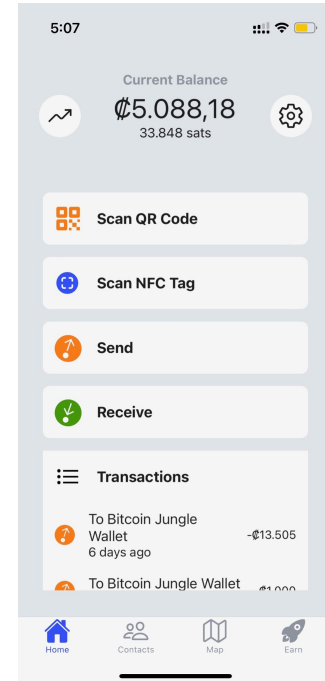 5:07
Current Balance
₡5.088,18
33.848 sats
Scan QR Code
Scan NFC Tag
Send
Receive
Transactions
To Bitcoin Jungle
Wallet
6 days ago
-₡13.505
To Bitcoin Jungle Wallet
Home
Contacts
Map
Earn